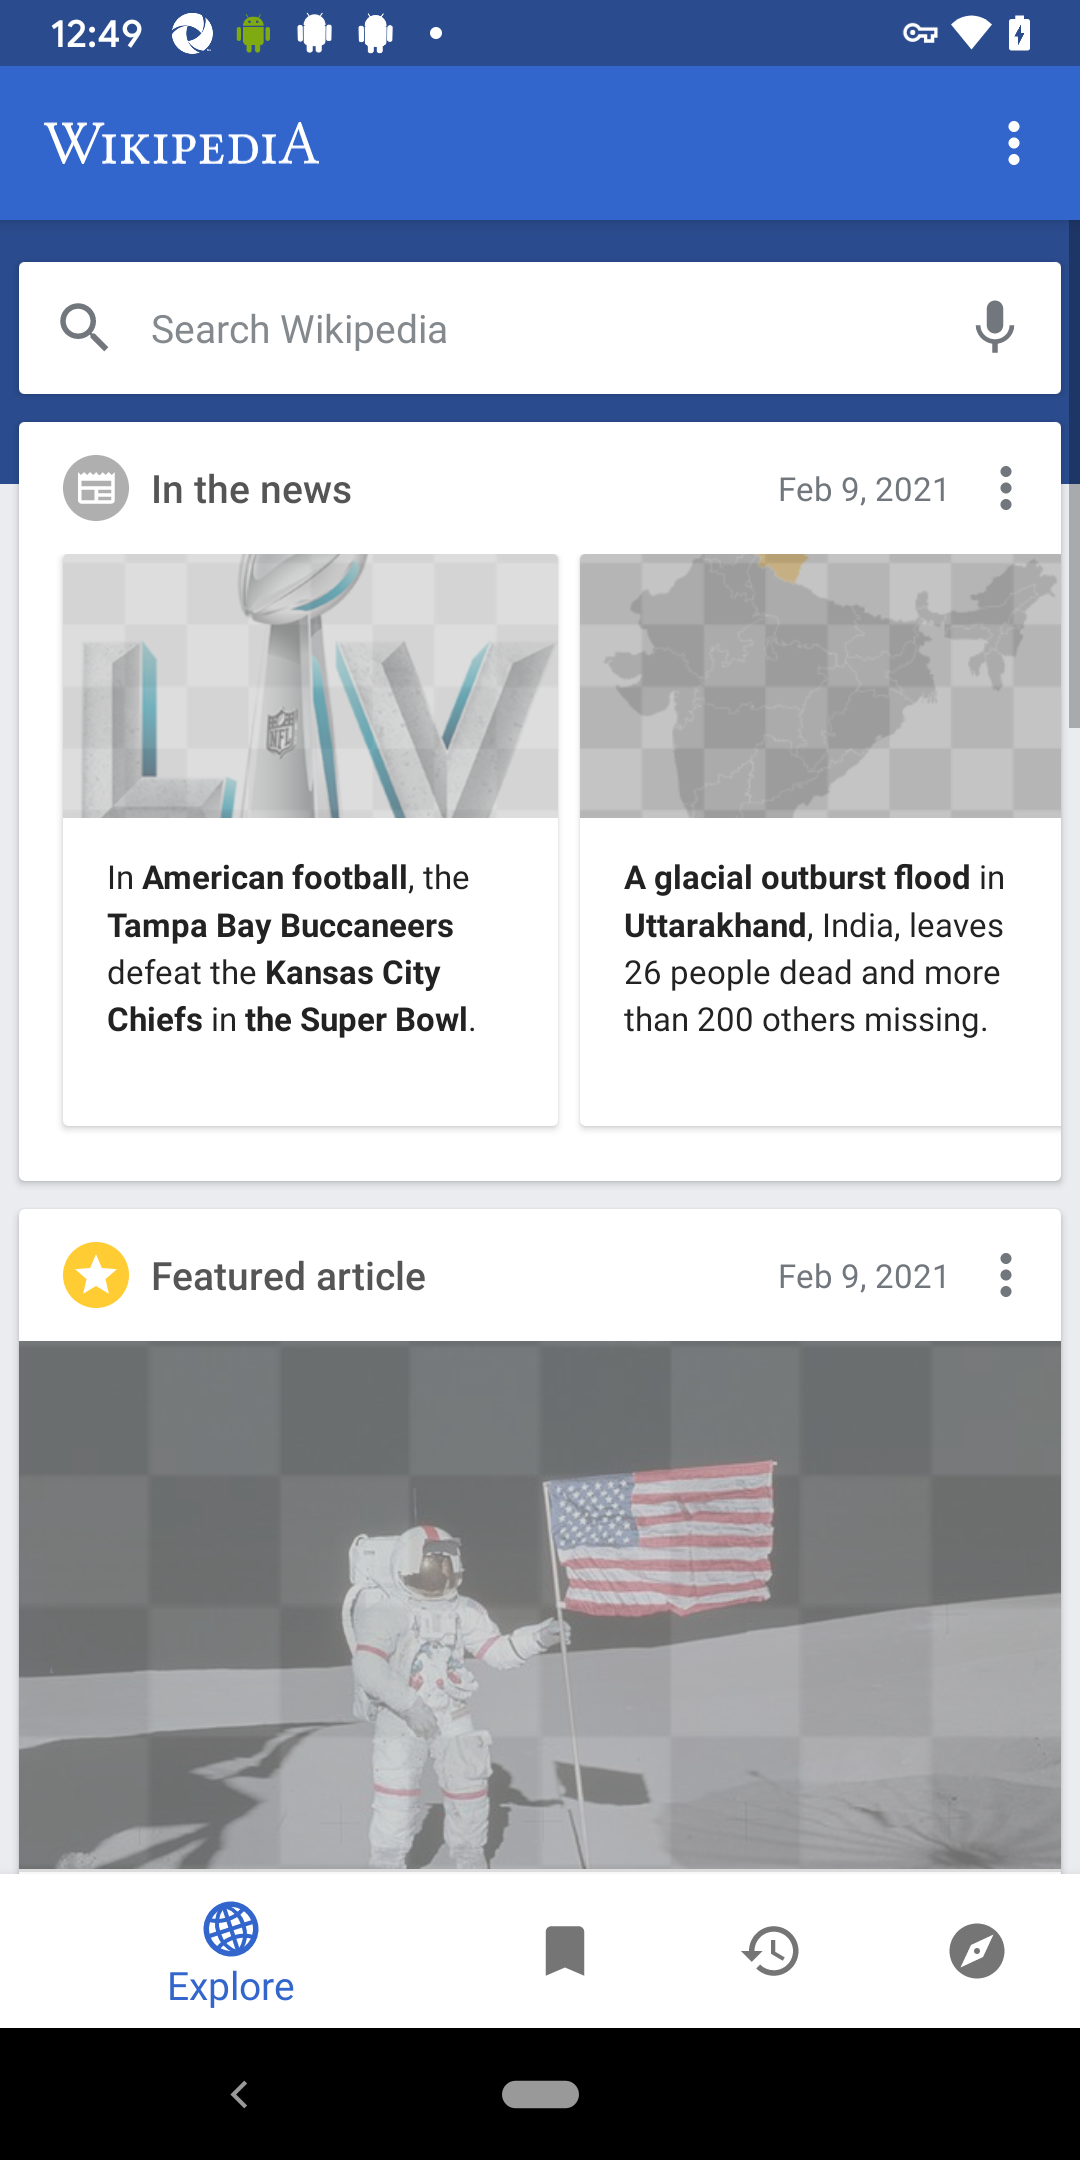 12:49
WIKIPEDIA
Search Wikipedia
In the news
Feb 9, 2021
LIV
NFL
In American football, the
Tampa Bay Buccaneers
defeat the Kansas City
Chiefs in the Super Bowl.
A glacial outburst flood in
Uttarakhand, India, leaves
26 people dead and more
than 200 others missing.
Featured article
Feb 9, 2021
Explore